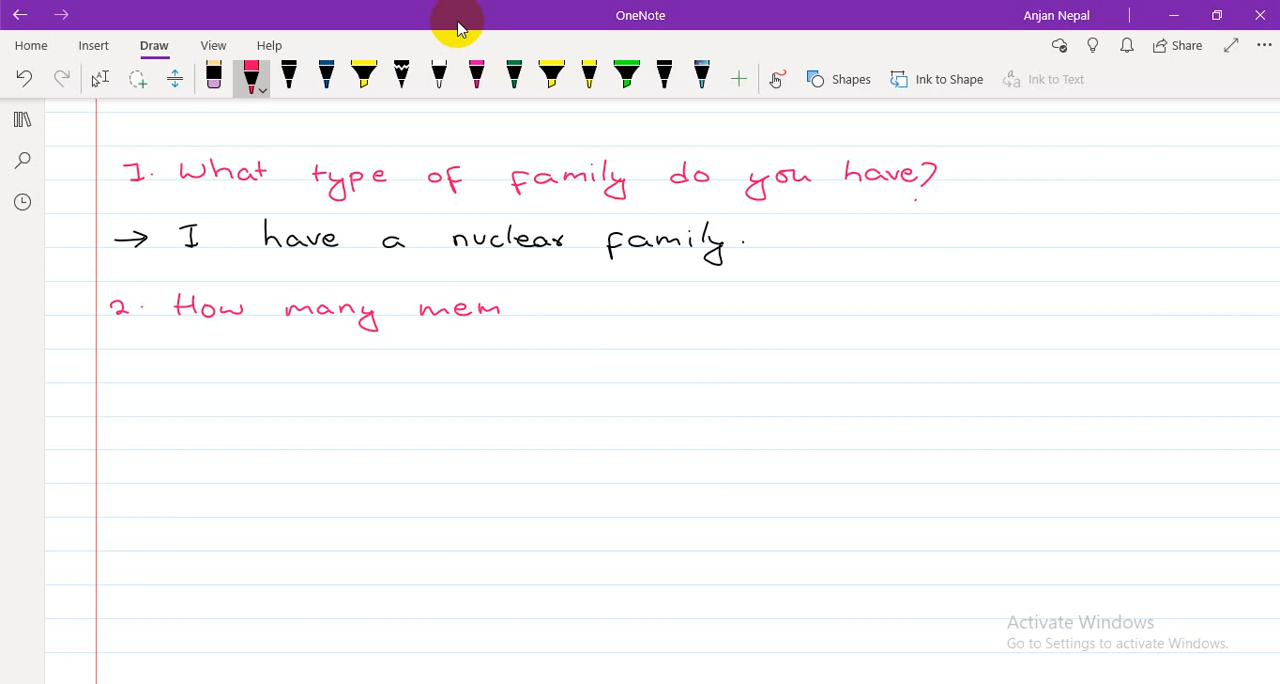 OneNote
Anjan Nepal
Home Insert Draw View Help
Share
Shapes Ink to Shape Ink to Text
1. What type of family do you have?
→ I have a nuclear family.
2. How many mem
Activate Windows
Go to Settings to activate Windows.